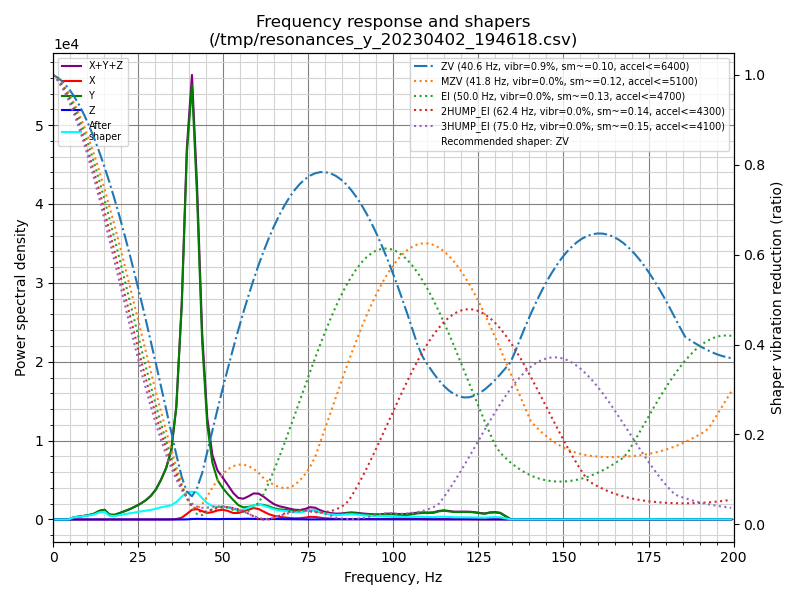 Frequency response and shapers
(/tmp/resonances_y_20230402_194618.csv)
1e4
X+Y+Z
X
Y
Z
After
shaper
ZV (40.6 Hz, vibr=0.9%, sm~=0.10, accel<=6400)
MZV (41.8 Hz, vibr=0.0%, sm~=0.12, accel<=5100)
EI (50.0 Hz, vibr=0.0%, sm~=0.13, accel<=4700)
2HUMP_EI (62.4 Hz, vibr=0.0%, sm~=0.14, accel<=4300)
3HUMP_EI (75.0 Hz, vibr=0.0%, sm~=0.15, accel<=4100)
Recommended shaper: ZV
Power spectral density
5
4
3
2
1
0
1.0
0.8
0.6
0.4
0.2
0.0
Shaper vibration reduction (ratio)
0 25 50 75 100 125 150 175 200
Frequency, Hz